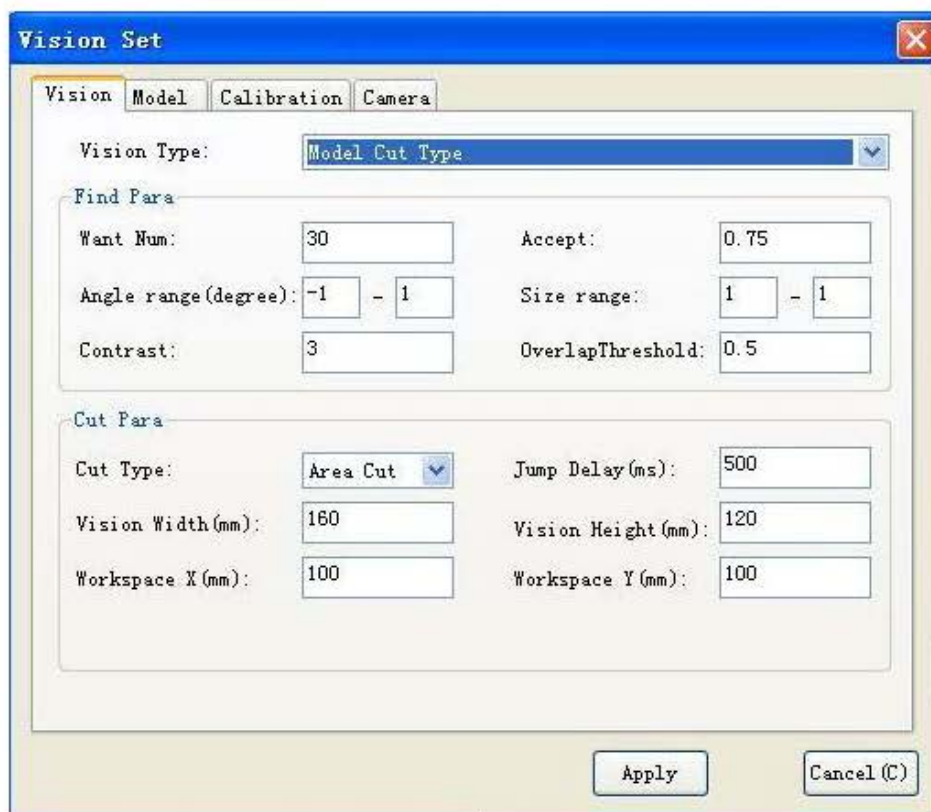 Vision Set
Vision Model Calibration Camera
Vision Type: Model Cut Type
Find Para
Want Num: 30 Accept: 0.75
Angle range(degree): -1 - 1 Size range: 1 - 1
Contrast: 3 OverlapThreshold: 0.5
Cut Para
Cut Type: Area Cut Jump Delay(ms): 500
Vision Width(mm): 160 Vision Height(mm): 120
Workspace X(mm): 100 Workspace Y(mm): 100
Apply Cancel(C)